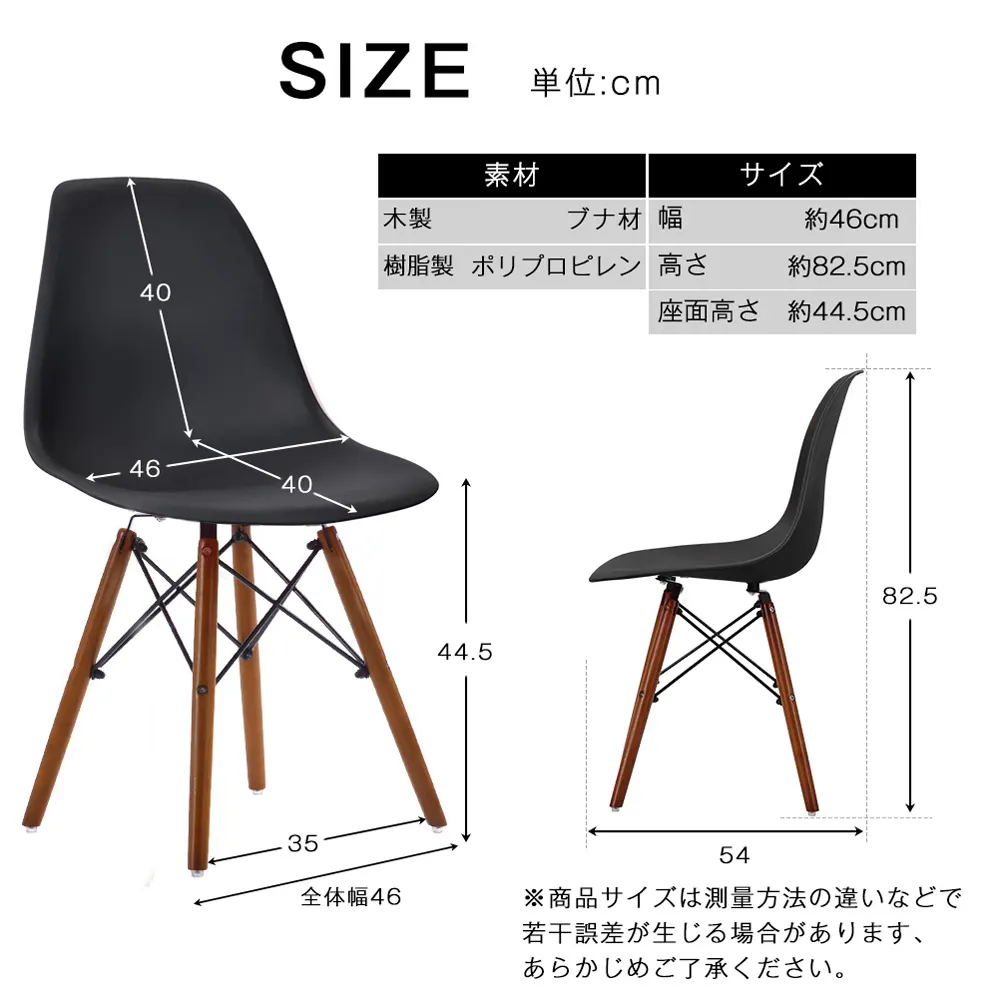 SIZE 単位:cm
素材 サイズ
木製 ブナ材 幅 約46cm
樹脂製 ポリプロピレン 高さ 約82.5cm
座面高さ 約44.5cm
40
46
40
44.5
82.5
35
54
全体幅46
※商品サイズは測量方法の違いなどで
若干誤差が生じる場合があります、
あらかじめご了承ください。